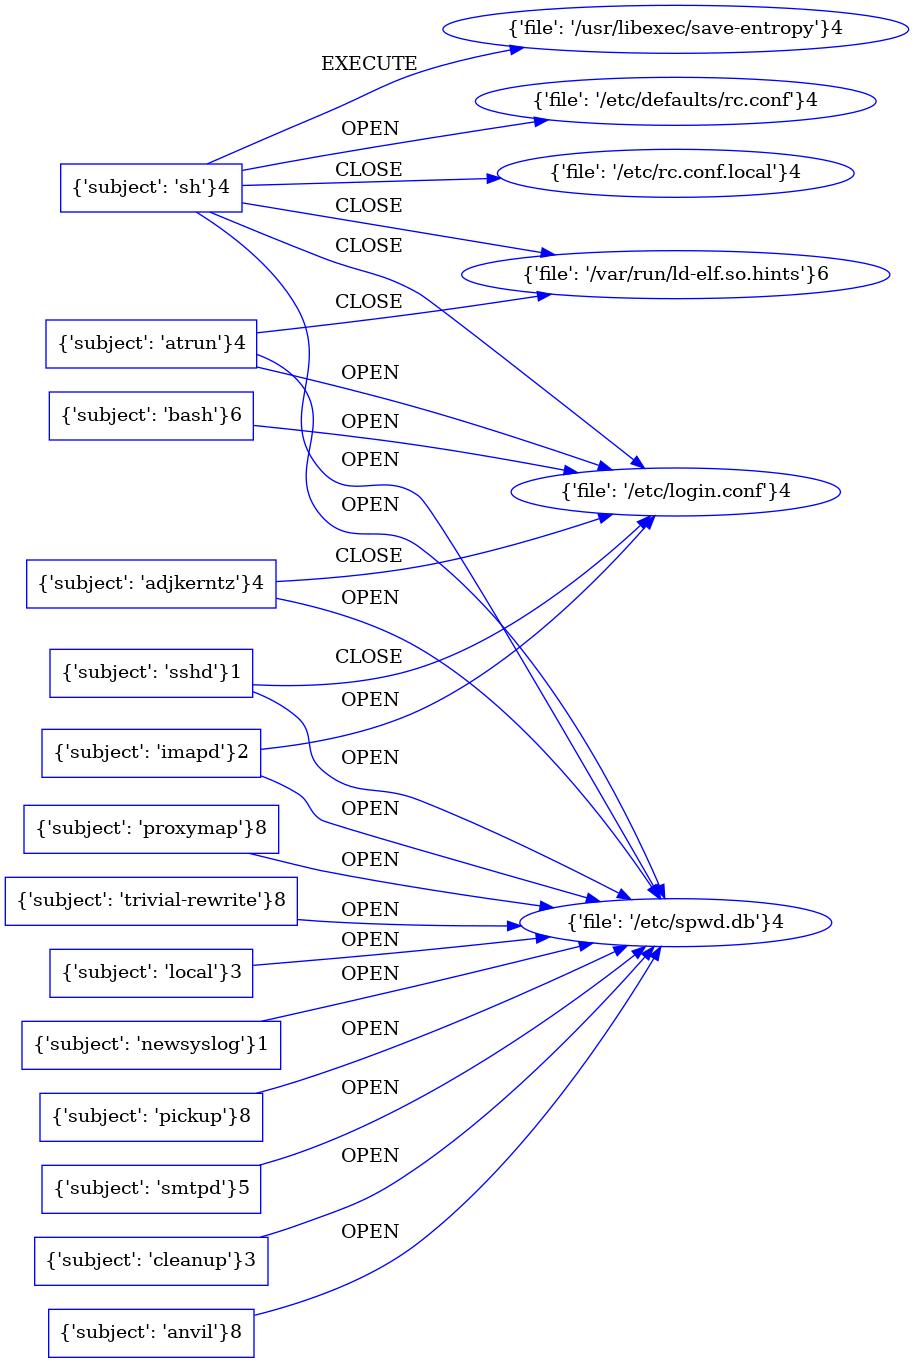 {'file': '/usr/libexec/save-entropy'}4
EXECUTE
{'file': '/etc/defaults/rc.conf'}4
OPEN
CLOSE
{'file': '/etc/rc.conf.local'}4
{'subject': 'sh'}4
CLOSE
CLOSE
{'file': '/var/run/ld-elf.so.hints'}6
CLOSE
{'subject': 'atrun'}4
OPEN
{'subject': 'bash'}6
OPEN
OPEN
{'file': '/etc/login.conf'}4
OPEN
CLOSE
{'subject': 'adjkerntz'}4
OPEN
CLOSE
{'subject': 'sshd'}1
OPEN
{'subject': 'imapd'}2
OPEN
OPEN
{'subject': 'proxymap'}8
OPEN
{'subject': 'trivial-rewrite'}8
OPEN
{'file': '/etc/spwd.db'}4
OPEN
{'subject': 'local'}3
OPEN
{'subject': 'newsyslog'}1
OPEN
{'subject': 'pickup'}8
OPEN
{'subject': 'smtpd'}5
OPEN
{'subject': 'cleanup'}3
OPEN
{'subject': 'anvil'}8